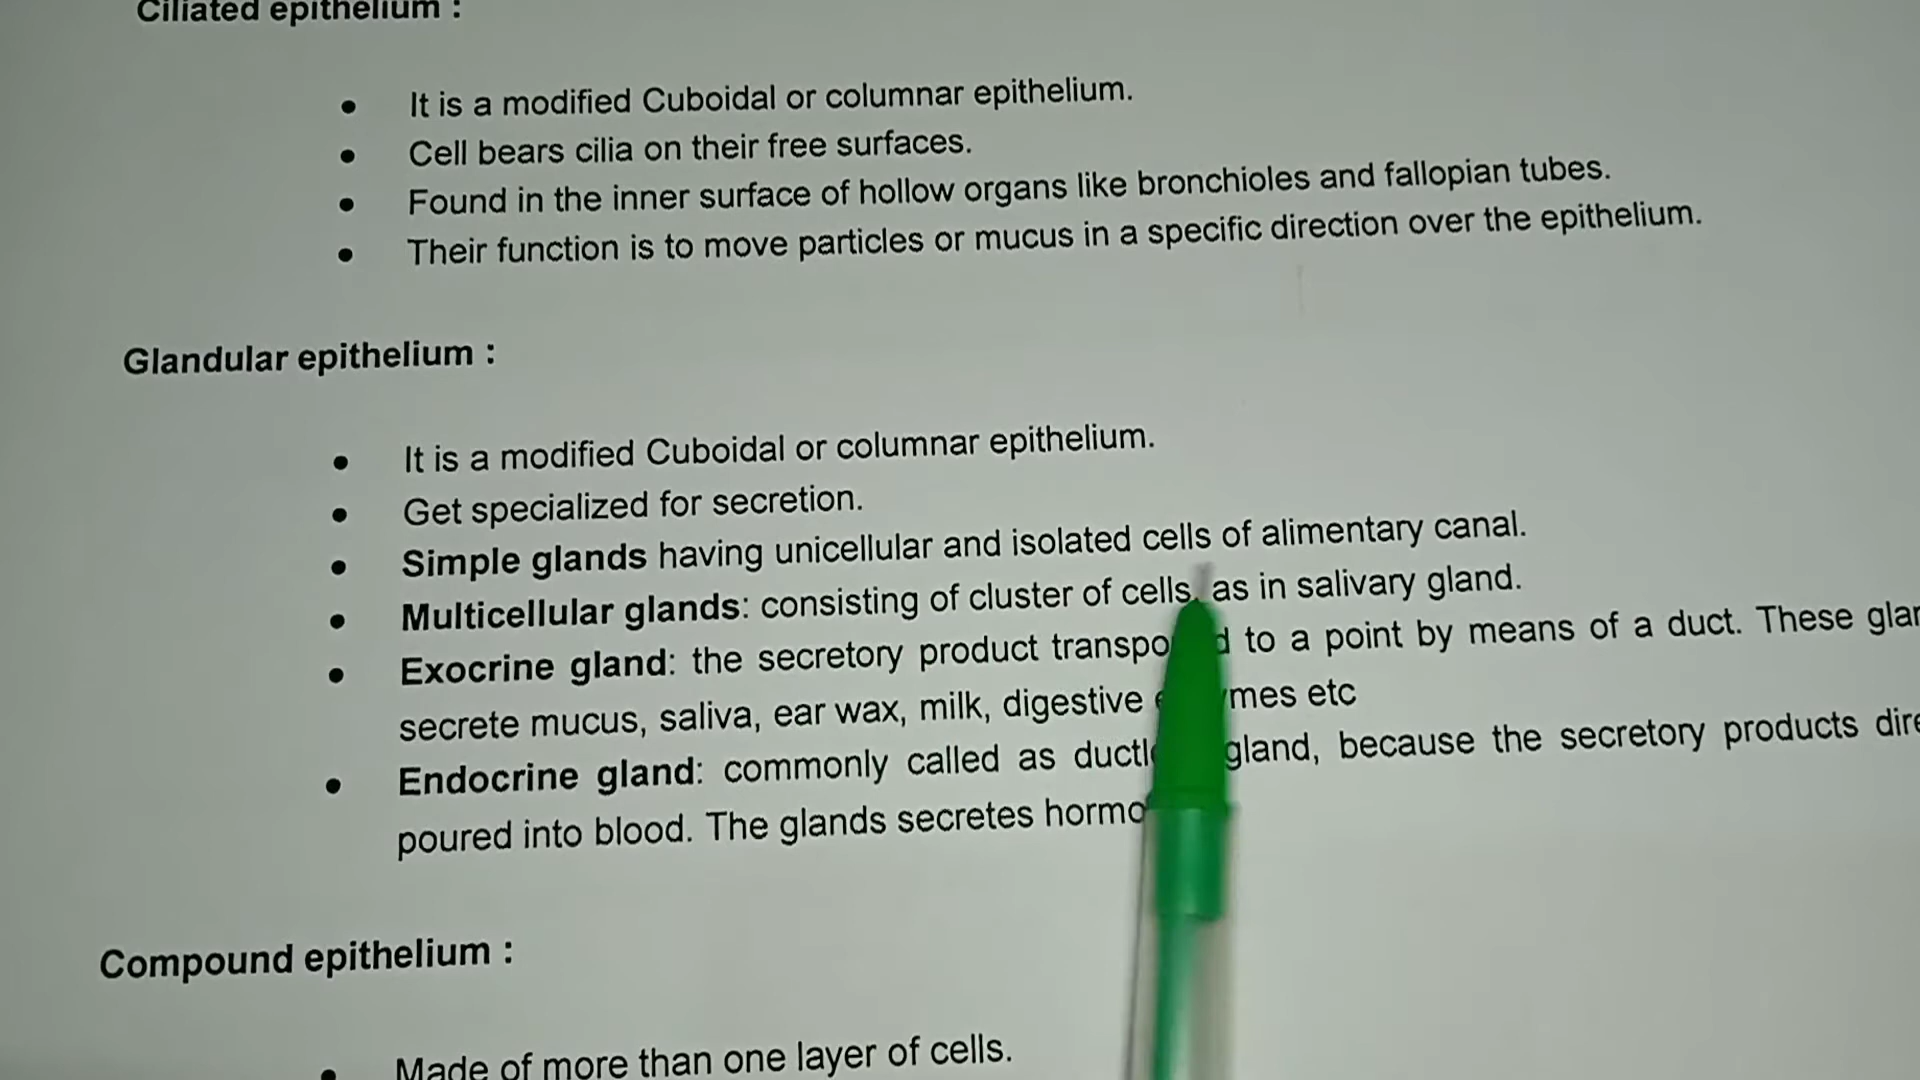 Ciliated epithelium :
• It is a modified Cuboidal or columnar epithelium.
• Cell bears cilia on their free surfaces.
• Found in the inner surface of hollow organs like bronchioles and fallopian tubes.
• Their function is to move particles or mucus in a specific direction over the epithelium.
Glandular epithelium :
• It is a modified Cuboidal or columnar epithelium.
• Get specialized for secretion.
• Simple glands having unicellular and isolated cells of alimentary canal.
• Multicellular glands: consisting of cluster of cells, as in salivary gland.
• Exocrine gland: the secretory product to a point by means of a duct. These
secrete mucus, saliva, ear wax, milk, digestive etc
• Endocrine gland: commonly called as gland, because the secretory products
poured into blood. The glands secretes
Compound epithelium :
• Made of more than one layer of cells.